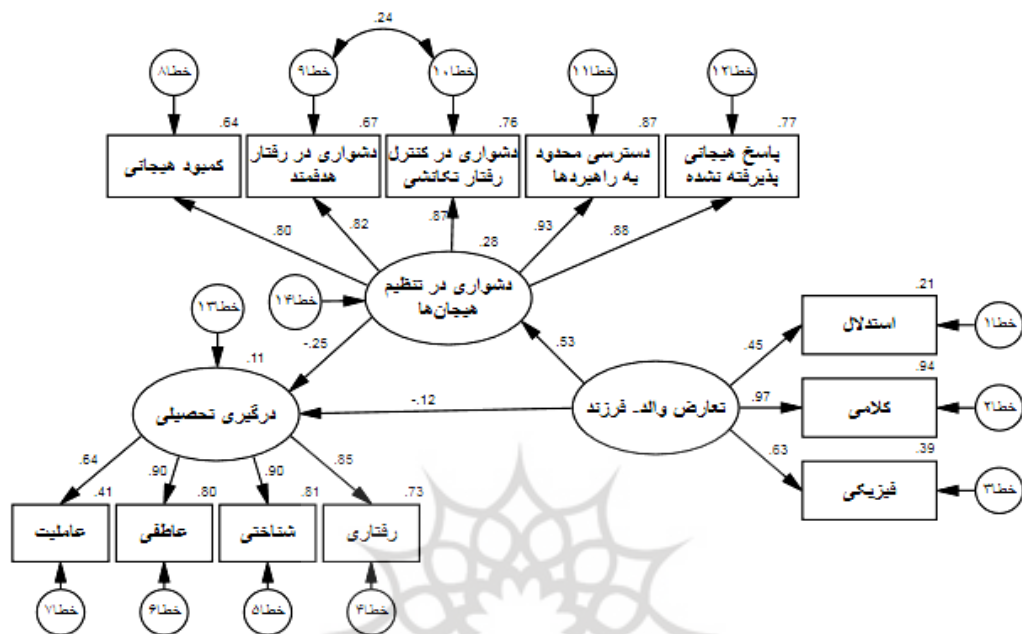 .24
خطا۸
خطا۹
خطا۱۰
خطا۱۱
خطا۱۲
.64
.67
.76
.87
.77
کمبود هیجانی
دشواری در رفتار
هدفمند
دشواری در کنترل
رفتار تکانشی
دسترسی محدود
به راهبردها
پاسخ هیجانی
پذیرفته نشده
.80
.82
.87
.93
.88
.28
دشواری در تنظیم
هیجان‌ها
خطا۱۴
خطا۱۳
-.25
.53
.11
درگیری تحصیلی
-.12
تعارض والد- فرزند
.21
استدلال
خطا۱
.45
.94
کلامی
خطا۲
.97
.39
فیزیکی
خطا۳
.63
.64
.90
.90
.85
.41
.80
.81
.73
عاملیت
عاطفی
شناختی
رفتاری
خطا۷
خطا۶
خطا۵
خطا۴